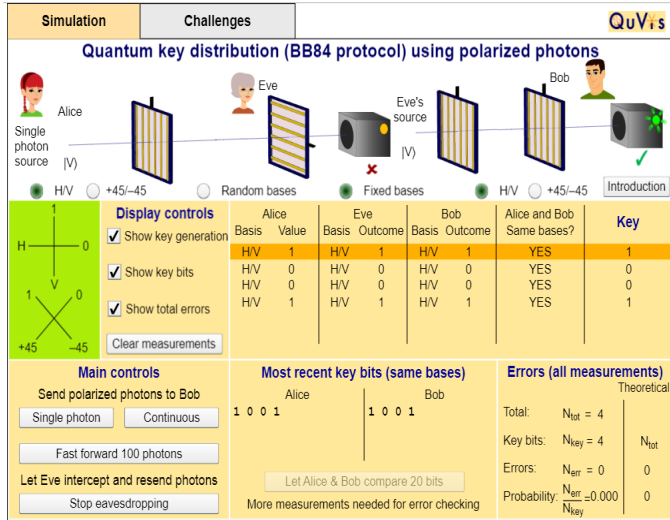 Simulation Challenges QuVis
Quantum key distribution (BB84 protocol) using polarized photons
Bob
Eve
Alice
Eve's
source
Single
photon
source |V⟩
|V⟩
H/V +45/–45 Random bases Fixed bases H/V +45/–45 Introduction
1
H 0
V
1 0
+45 –45
Display controls
Show key generation
Show key bits
Show total errors
Clear measurements
Alice Eve Bob Alice and Bob Key
Basis Value Basis Outcome Basis Outcome Same bases?
H/V 1 H/V 1 H/V 1 YES 1
H/V 0 H/V 0 H/V 0 YES 0
H/V 0 H/V 0 H/V 0 YES 0
H/V 1 H/V 1 H/V 1 YES 1
Main controls
Send polarized photons to Bob
Single photon Continuous
Fast forward 100 photons
Let Eve intercept and resend photons
Stop eavesdropping
Most recent key bits (same bases)
Alice Bob
1 0 0 1 1 0 0 1
Let Alice & Bob compare 20 bits
More measurements needed for error checking
Errors (all measurements)
Theoretical
Total: Ntot = 4
Key bits: Nkey = 4 Ntot
Errors: Nerr = 0 0
Probability: Nerr/Nkey =0.000 0